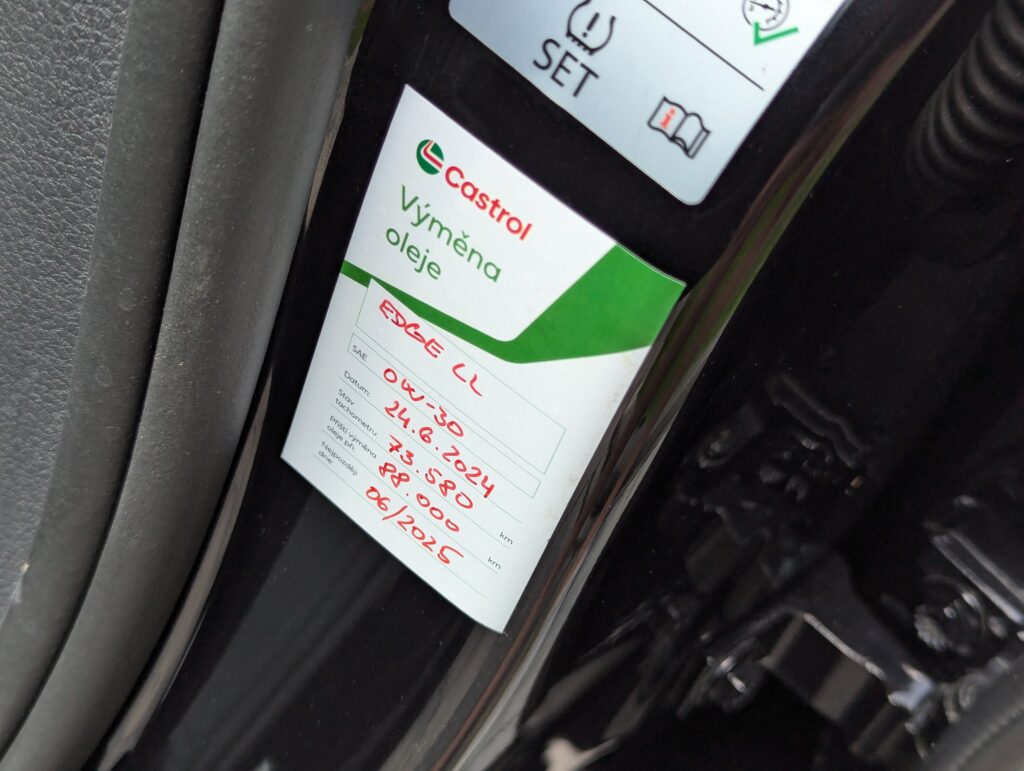 SET
i
Castrol
Výměna
oleje
EDGE LL
SAE 0W-30
Datum: 24.6.2024
Stav
tachometru: 73.580 km
příští výměna
oleje při: 88.000 km
Nejpozději
dne: 06/2025